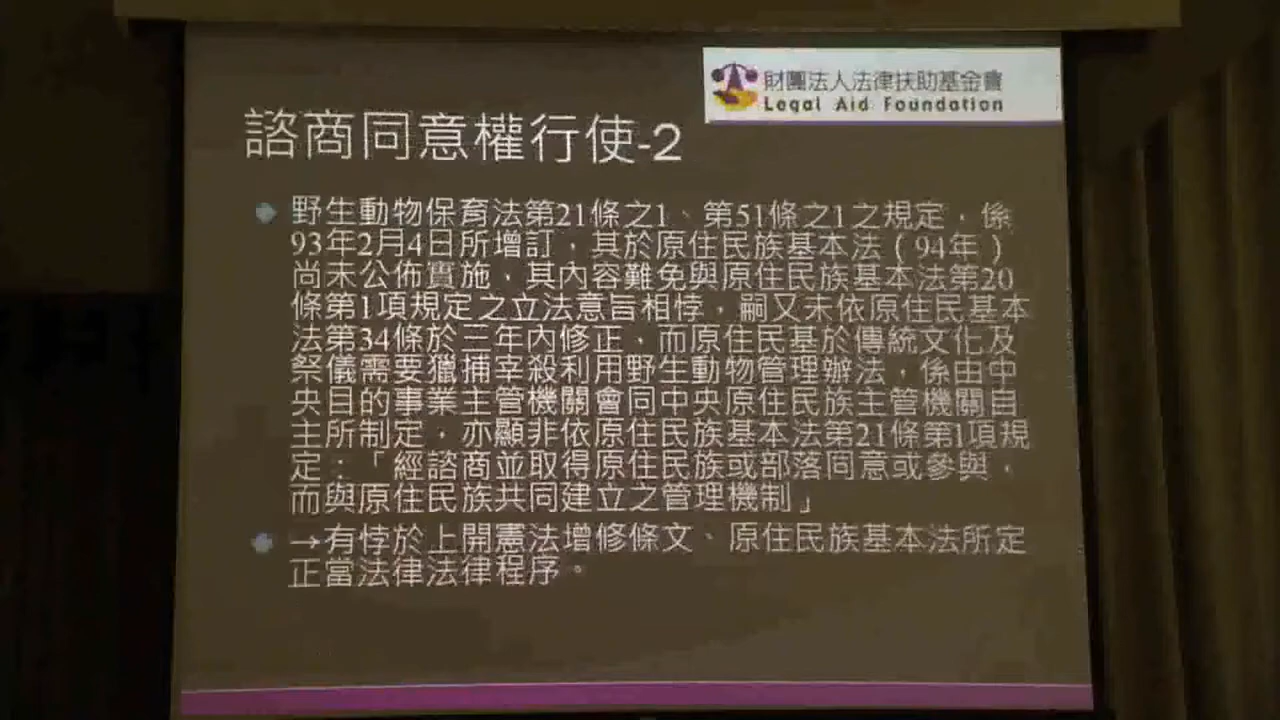 財團法人法律扶助基金會
Legal Aid Foundation
諮商同意權行使-2
野生動物保育法第21條之1、第51條之1之規定，係
93年2月4日所增訂，其於原住民族基本法（94年）
尚未公佈實施，其內容難免與原住民族基本法第20
條第1項規定之立法意旨相悖，嗣又未依原住民基本
法第34條於三年內修正，而原住民基於傳統文化及
祭儀需要獵捕宰殺利用野生動物管理辦法，係由中
央目的事業主管機關會同中央原住民族主管機關自
主所制定，亦顯非依原住民族基本法第21條第1項規
定：「經諮商並取得原住民族或部落同意或參與，
而與原住民族共同建立之管理機制」
→有悖於上開憲法增修條文、原住民族基本法所定
正當法律法律程序。